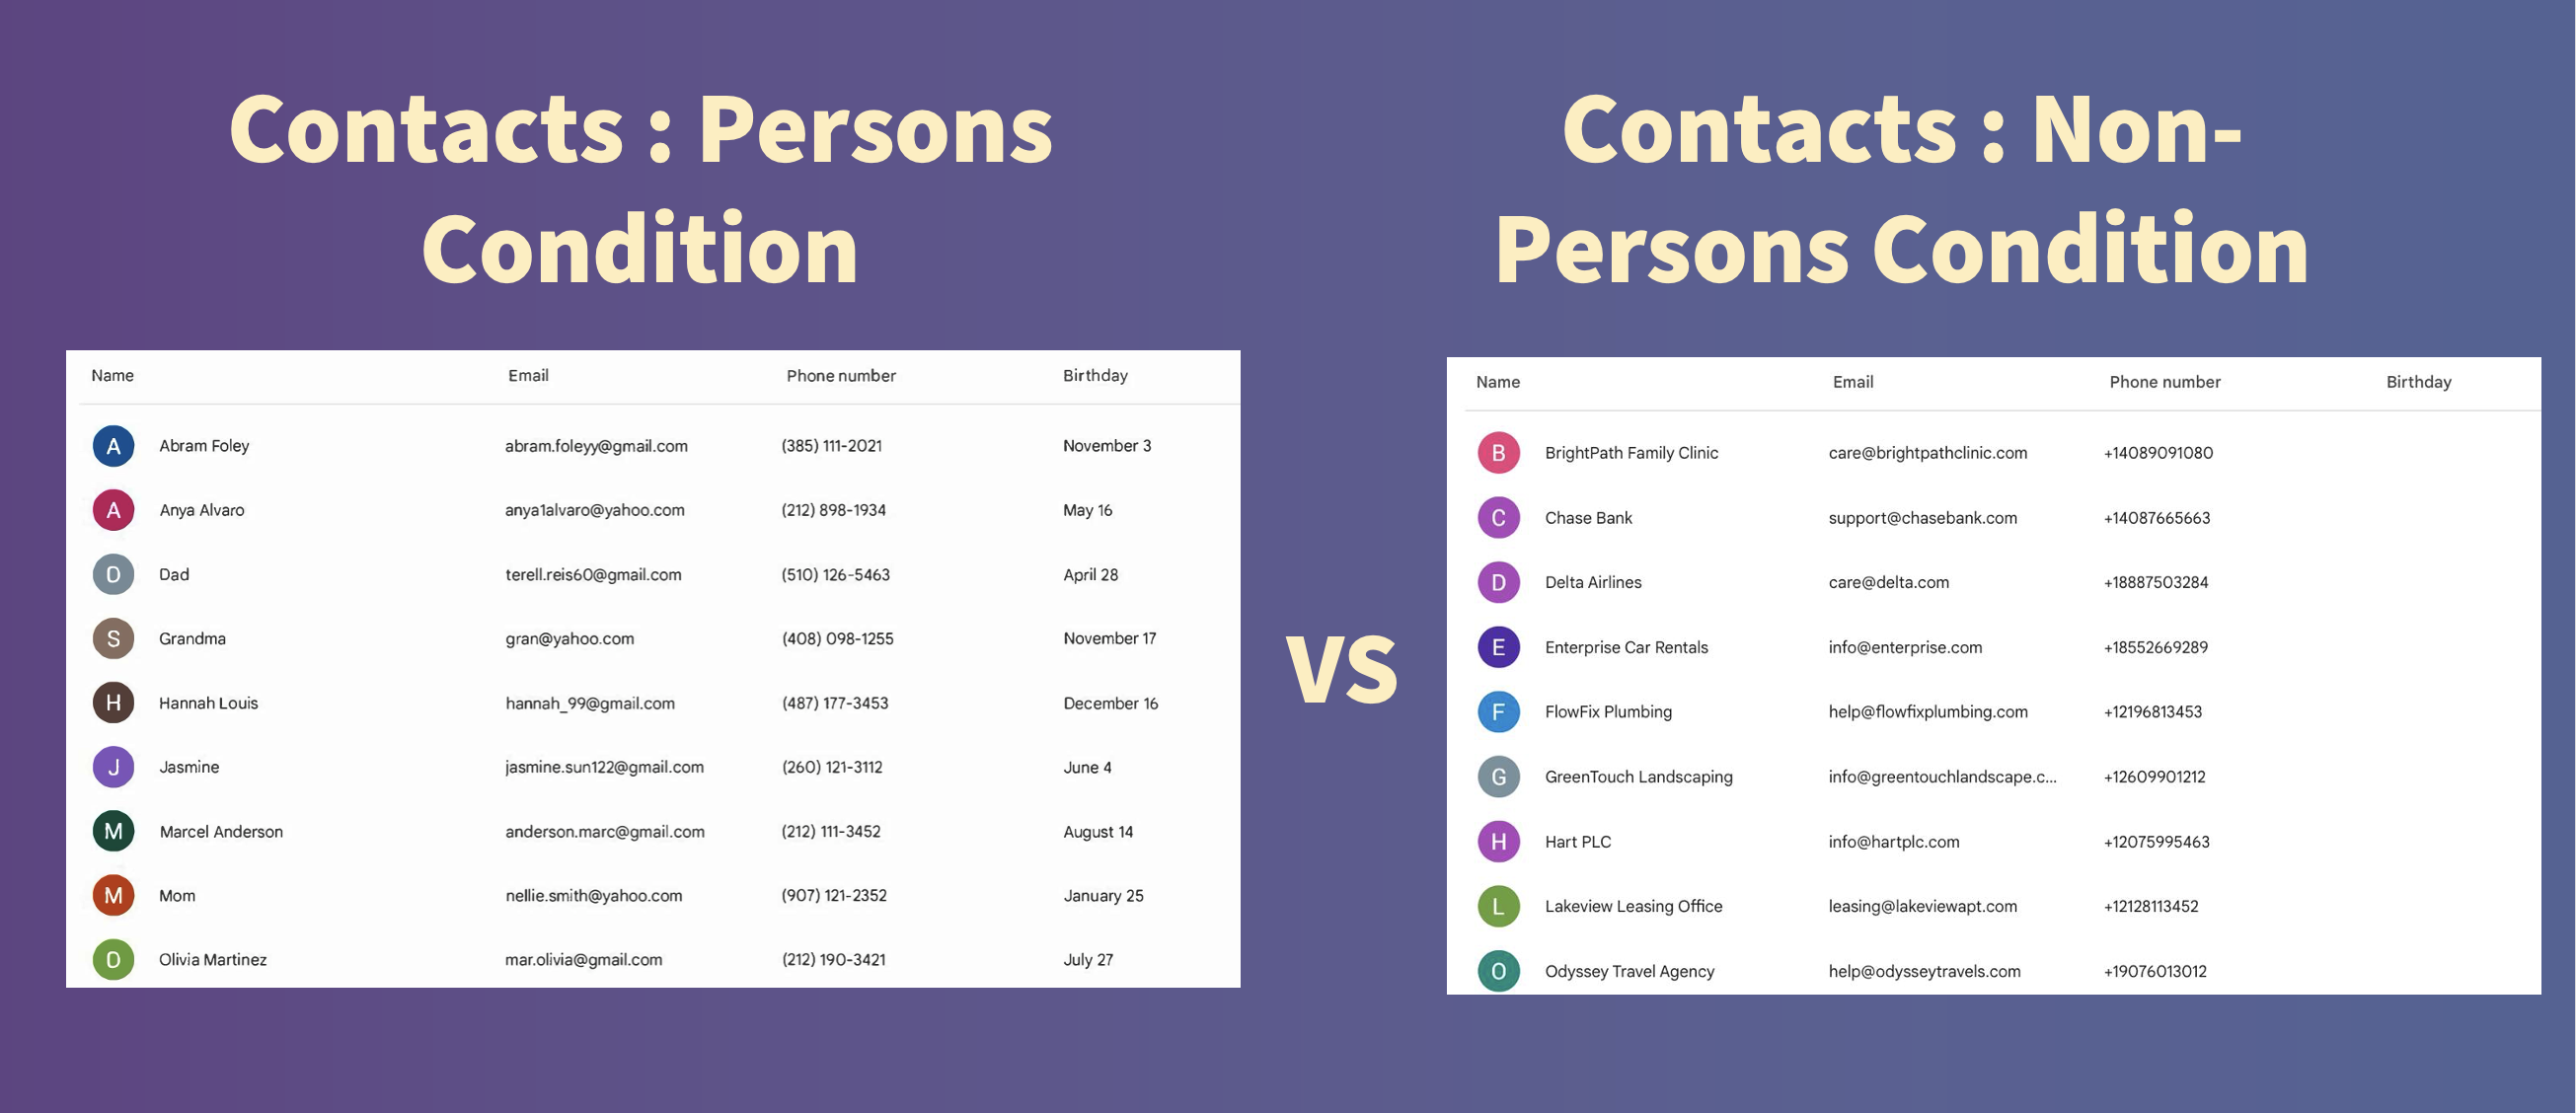 Contacts : Persons
Condition
Name Email Phone number Birthday
A Abram Foley abram.foleyy@gmail.com (385) 111-2021 November 3
A Anya Alvaro anya1alvaro@yahoo.com (212) 898-1934 May 16
O Dad terell.reis60@gmail.com (510) 126-5463 April 28
S Grandma gran@yahoo.com (408) 098-1255 November 17
H Hannah Louis hannah_99@gmail.com (487) 177-3453 December 16
J Jasmine jasmine.sun122@gmail.com (260) 121-3112 June 4
M Marcel Anderson anderson.marc@gmail.com (212) 111-3452 August 14
M Mom nellie.smith@yahoo.com (907) 121-2352 January 25
O Olivia Martinez mar.olivia@gmail.com (212) 190-3421 July 27
VS
Contacts : Non-
Persons Condition
Name Email Phone number Birthday
B BrightPath Family Clinic care@brightpathclinic.com +14089091080
C Chase Bank support@chasebank.com +14087665663
D Delta Airlines care@delta.com +18887503284
E Enterprise Car Rentals info@enterprise.com +18552669289
F FlowFix Plumbing help@flowfixplumbing.com +12196813453
G GreenTouch Landscaping info@greentouchlandscape.c... +12609901212
H Hart PLC info@hartplc.com +12075995463
L Lakeview Leasing Office leasing@lakeviewapt.com +12128113452
O Odyssey Travel Agency help@odysseytravels.com +19076013012